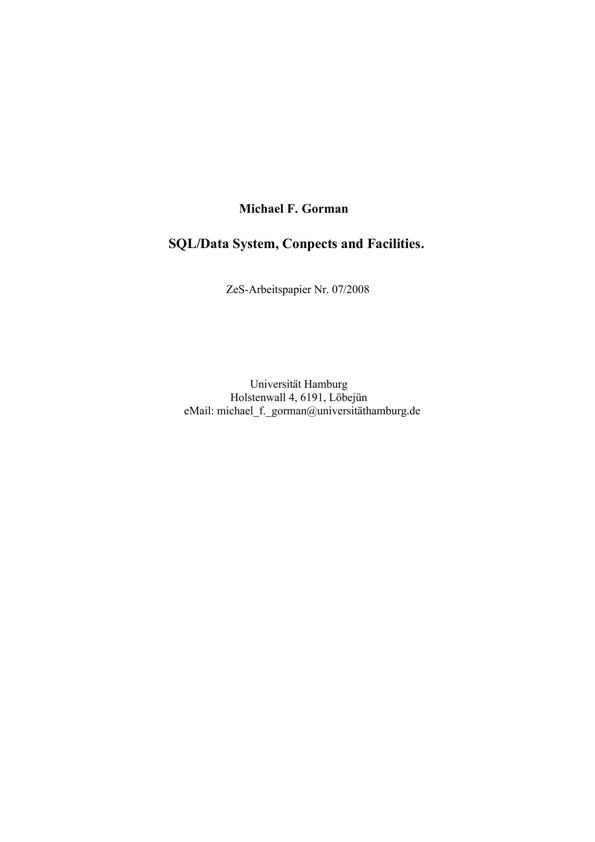 Michael F. Gorman
SQL/Data System, Conpects and Facilities.
ZeS-Arbeitspapier Nr. 07/2008
Universität Hamburg
Holstenwall 4, 6191, Löbejün
eMail: michael_f._gorman@universitäthamburg.de